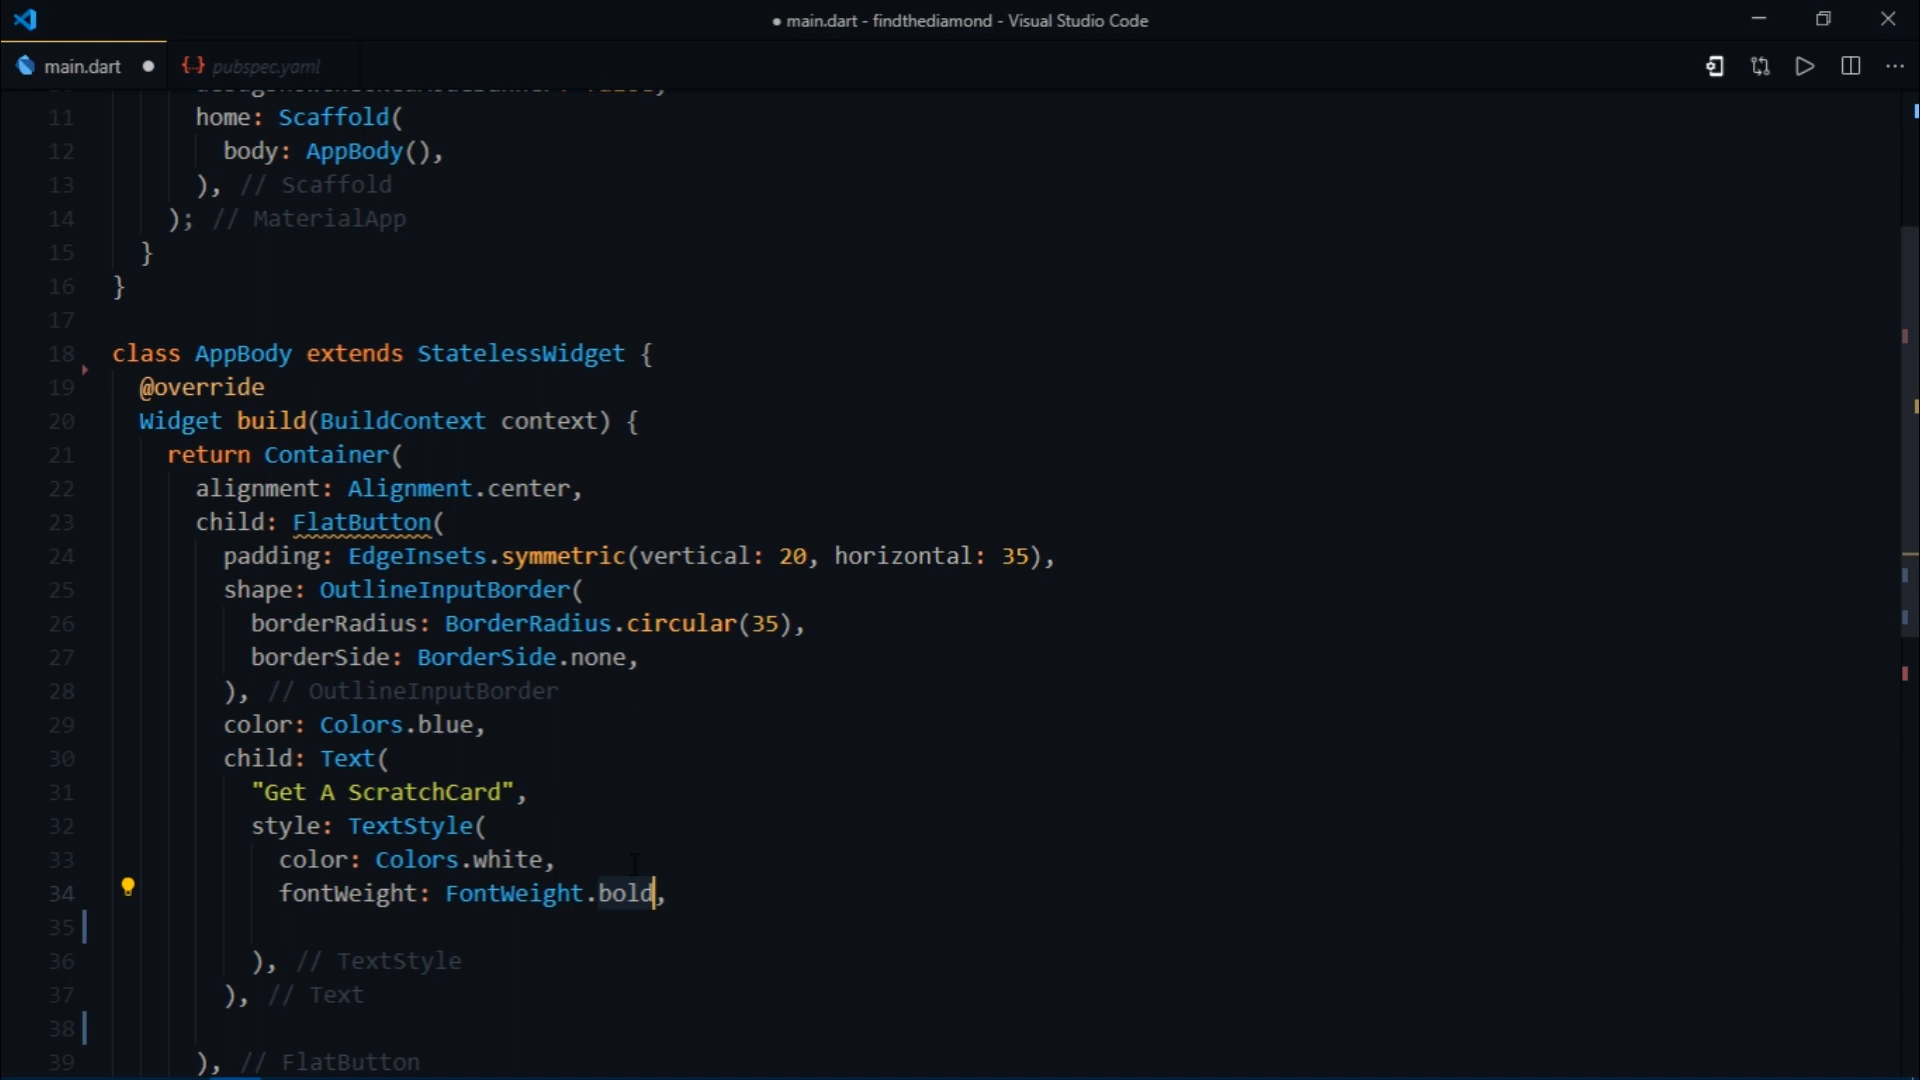 ● main.dart - findthediamond - Visual Studio Code
main.dart ●
{..} pubspec.yaml
11 home: Scaffold(
12 body: AppBody(),
13 ), // Scaffold
14 ); // MaterialApp
15 }
16 }
17
18 class AppBody extends StatelessWidget {
19 @override
20 Widget build(BuildContext context) {
21 return Container(
22 alignment: Alignment.center,
23 child: FlatButton(
24 padding: EdgeInsets.symmetric(vertical: 20, horizontal: 35),
25 shape: OutlineInputBorder(
26 borderRadius: BorderRadius.circular(35),
27 borderSide: BorderSide.none,
28 ), // OutlineInputBorder
29 color: Colors.blue,
30 child: Text(
31 "Get A ScratchCard",
32 style: TextStyle(
33 color: Colors.white,
34 fontWeight: FontWeight.bold,
35
36 ), // TextStyle
37 ), // Text
38
39 ), // FlatButton